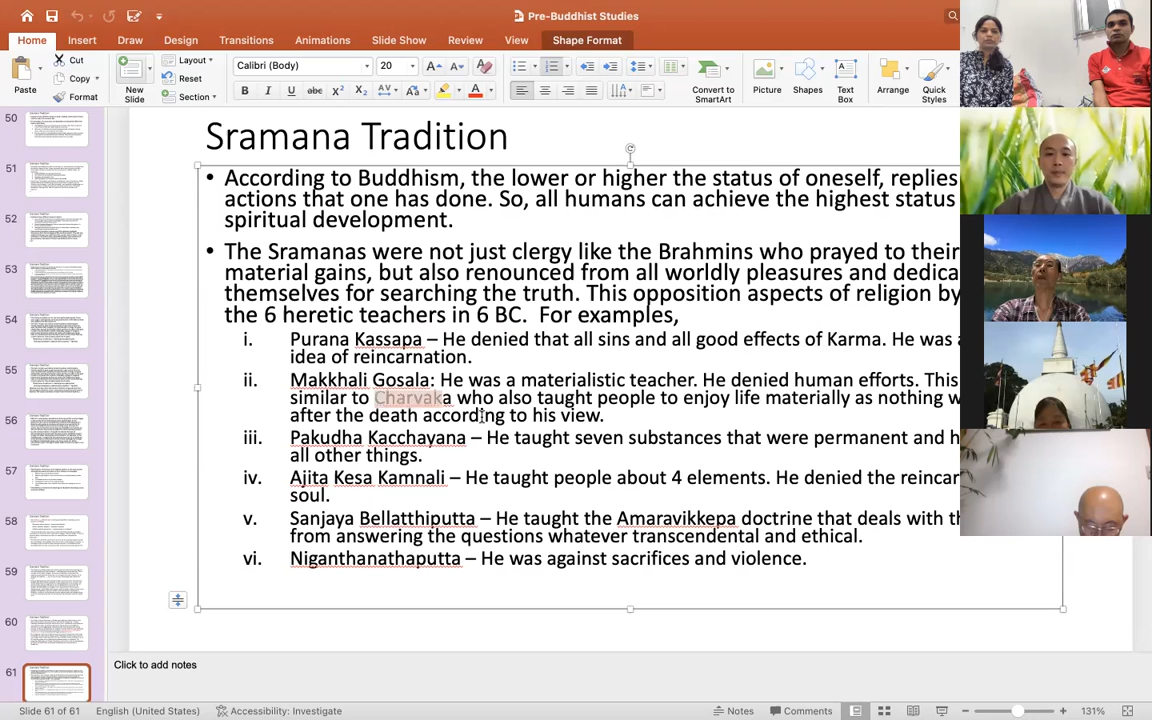 Pre-Buddhist Studies
Home Insert Draw Design Transitions Animations Slide Show Review View Shape Format
Paste
Cut
Copy
Format
New
Slide
Layout
Reset
Section
Calibri (Body) 20
Convert to
SmartArt
Picture
Shapes
Text
Box
Arrange
Quick
Styles
50
51
52
53
54
55
56
57
58
59
60
61
Sramana Tradition
• According to Buddhism, the lower or higher the status of oneself, replies
actions that one has done. So, all humans can achieve the highest status
spiritual development.
• The Sramanas were not just clergy like the Brahmins who prayed to their
material gains, but also renounced from all worldly pleasures and dedica
themselves for searching the truth. This opposition aspects of religion by
the 6 heretic teachers in 6 BC. For examples,
i. Purana Kassapa – He denied that all sins and all good effects of Karma. He was a
idea of reincarnation.
ii. Makkhali Gosala: He was a materialistic teacher. He denied human efforts. This
similar to Charvaka who also taught people to enjoy life materially as nothing w
after the death according to his view.
iii. Pakudha Kacchayana – He taught seven substances that were permanent and h
all other things.
iv. Ajita Kesa Kamnali – He taught people about 4 elements. He denied the reincar
soul.
v. Sanjaya Bellatthiputta – He taught the Amaravikkepa doctrine that deals with th
from answering the questions whatever transcendental and ethical.
vi. Niganthanathaputta – He was against sacrifices and violence.
Click to add notes
Slide 61 of 61 English (United States) Accessibility: Investigate Notes Comments 131%